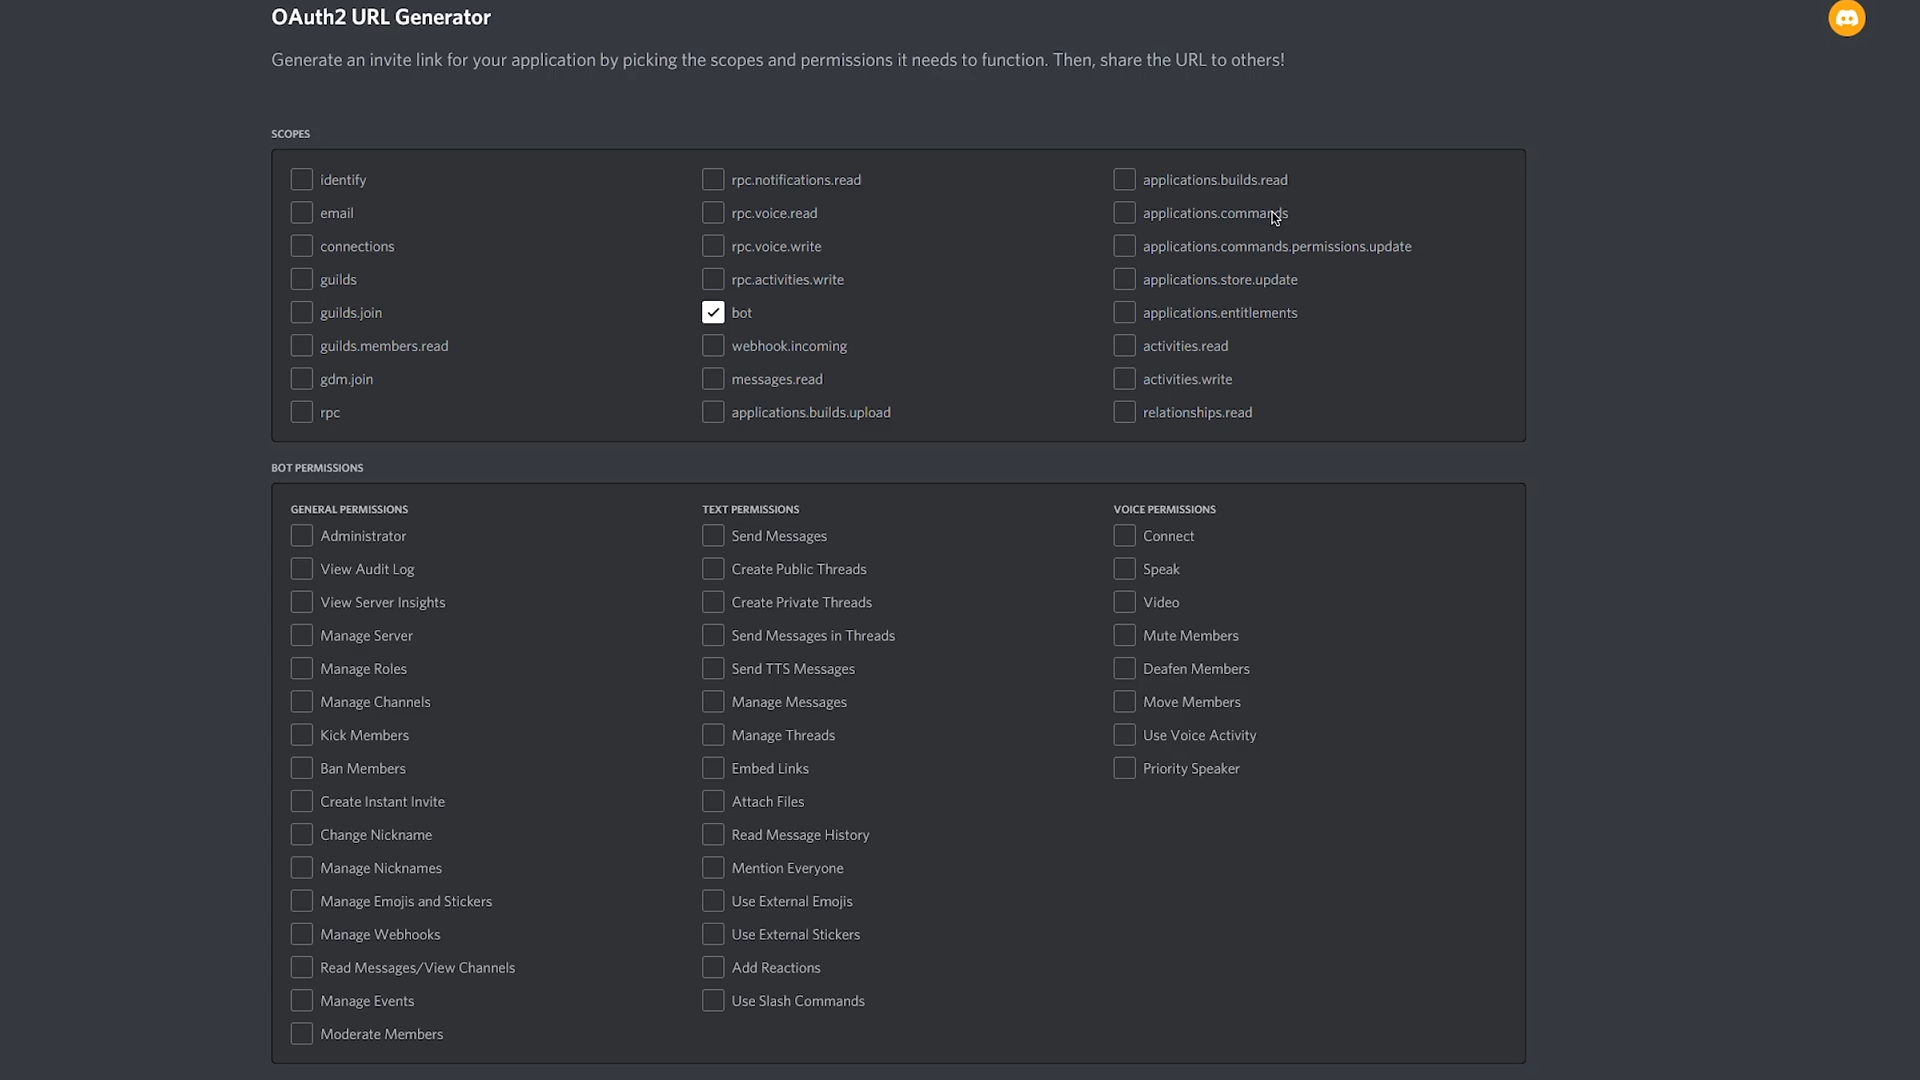 OAuth2 URL Generator
Generate an invite link for your application by picking the scopes and permissions it needs to function. Then, share the URL to others!
SCOPES
identify
email
connections
guilds
guilds.join
guilds.members.read
gdm.join
rpc
rpc.notifications.read
rpc.voice.read
rpc.voice.write
rpc.activities.write
bot
webhook.incoming
messages.read
applications.builds.upload
applications.builds.read
applications.commands
applications.commands.permissions.update
applications.store.update
applications.entitlements
activities.read
activities.write
relationships.read
BOT PERMISSIONS
GENERAL PERMISSIONS
Administrator
View Audit Log
View Server Insights
Manage Server
Manage Roles
Manage Channels
Kick Members
Ban Members
Create Instant Invite
Change Nickname
Manage Nicknames
Manage Emojis and Stickers
Manage Webhooks
Read Messages/View Channels
Manage Events
Moderate Members
TEXT PERMISSIONS
Send Messages
Create Public Threads
Create Private Threads
Send Messages in Threads
Send TTS Messages
Manage Messages
Manage Threads
Embed Links
Attach Files
Read Message History
Mention Everyone
Use External Emojis
Use External Stickers
Add Reactions
Use Slash Commands
VOICE PERMISSIONS
Connect
Speak
Video
Mute Members
Deafen Members
Move Members
Use Voice Activity
Priority Speaker